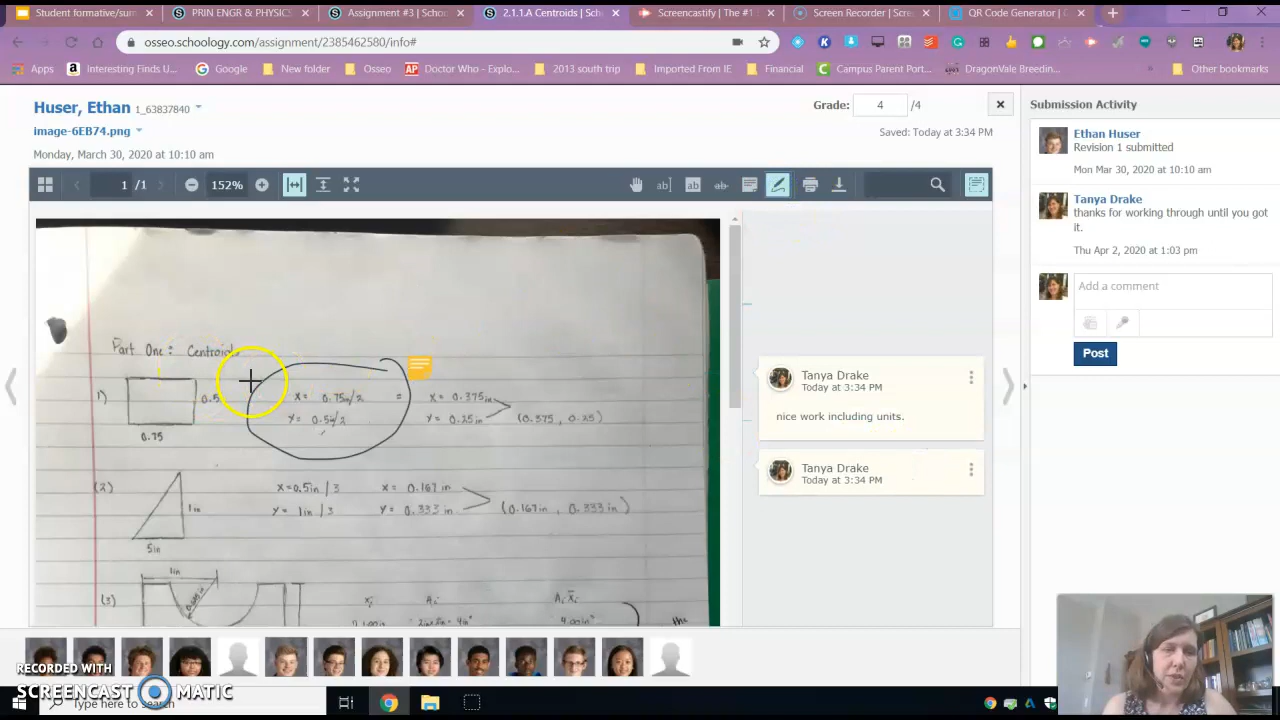 Student formative/sum
PRIN ENGR & PHYSICS
Assignment #3 | Schoo
2.1.1.A Centroids | Sch
Screencastify | The #1
Screen Recorder | Scre
QR Code Generator | C
osseo.schoology.com/assignment/2385462580/info#
Apps
Interesting Finds U...
Google
New folder
Osseo
Doctor Who - Explo...
2013 south trip
Imported From IE
Financial
Campus Parent Port...
DragonVale Breedin...
Other bookmarks
Huser, Ethan 1_63837840
Grade: 4 /4
Submission Activity
image-6EB74.png
Saved: Today at 3:34 PM
Monday, March 30, 2020 at 10:10 am
Ethan Huser
Revision 1 submitted
Mon Mar 30, 2020 at 10:10 am
1 /1
152%
Tanya Drake
thanks for working through until you got
it.
Thu Apr 2, 2020 at 1:03 pm
Add a comment
Post
Part One: Centroids
1)
0.5
0.75
x = 0.75in/2 =
y = 0.5in/2
x = 0.375in
y = 0.25in
(0.375, 0.25)
Tanya Drake
Today at 3:34 PM
nice work including units.
Tanya Drake
Today at 3:34 PM
(2)
1in
5in
x=0.5in /3
y= 1in /3
x= 0.167 in
y= 0.333 in
(0.167in, 0.333in)
(3)
1in
Ai
the
RECORDED WITH
SCREENCAST MATIC
Type here to search